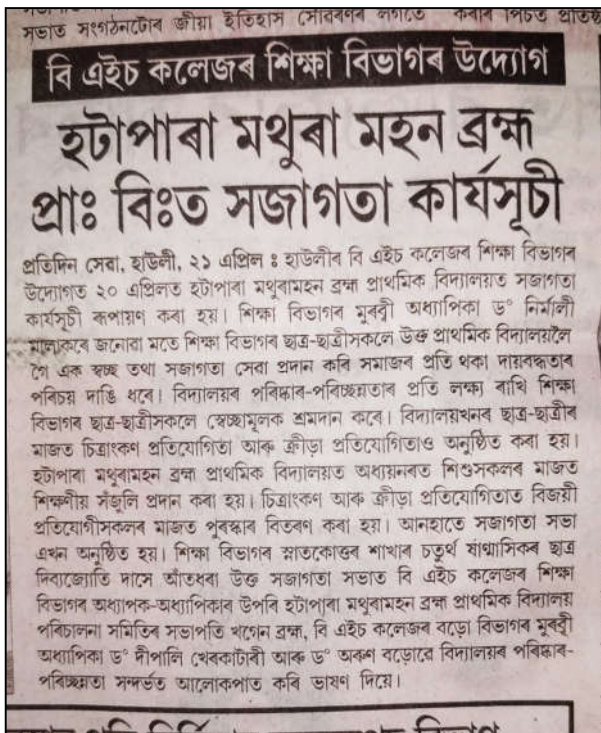 সভাত সংগঠনটোৰ জীয়া ইতিহাস সোঁৱৰণৰ লগতে
কৰাৰ পিচত
বি এইচ কলেজৰ শিক্ষা বিভাগৰ উদ্যোগ
হটাপাৰা মথুৰা মহন ব্ৰহ্ম
প্ৰাঃ বিঃত সজাগতা কাৰ্যসূচী
প্ৰতিদিন সেৱা, হাউলী, ২১ এপ্ৰিল ঃ হাউলীৰ বি এইচ কলেজৰ শিক্ষা বিভাগৰ
উদ্যোগত ২০ এপ্ৰিলত হটাপাৰা মথুৰামহন ব্ৰহ্ম প্ৰাথমিক বিদ্যালয়ত সজাগতা
কাৰ্যসূচী ৰূপায়ণ কৰা হয়। শিক্ষা বিভাগৰ মুৰব্বী অধ্যাপিকা ড° নিৰ্মালী
মালাকৰে জনোৱা মতে শিক্ষা বিভাগৰ ছাত্ৰ-ছাত্ৰীসকলে উক্ত প্ৰাথমিক বিদ্যালয়লৈ
গৈ এক স্বচ্ছ তথা সজাগতা সেৱা প্ৰদান কৰি সমাজৰ প্ৰতি থকা দায়বদ্ধতাৰ
পৰিচয় দাঙি ধৰে। বিদ্যালয়ৰ পৰিষ্কাৰ-পৰিচ্ছন্নতাৰ প্ৰতি লক্ষ্য ৰাখি শিক্ষা
বিভাগৰ ছাত্ৰ-ছাত্ৰীসকলে স্বেচ্ছামূলক শ্ৰমদান কৰে। বিদ্যালয়খনৰ ছাত্ৰ-ছাত্ৰীৰ
মাজত চিত্ৰাংকণ প্ৰতিযোগিতা আৰু ক্ৰীড়া প্ৰতিযোগিতাও অনুষ্ঠিত কৰা হয়।
হটাপাৰা মথুৰামহন ব্ৰহ্ম প্ৰাথমিক বিদ্যালয়ত অধ্যয়নৰত শিশুসকলৰ মাজত
শিক্ষণীয় সঁজুলি প্ৰদান কৰা হয়। চিত্ৰাংকণ আৰু ক্ৰীড়া প্ৰতিযোগিতাত বিজয়ী
প্ৰতিযোগীসকলৰ মাজত পুৰস্কাৰ বিতৰণ কৰা হয়। আনহাতে সজাগতা সভা
এখন অনুষ্ঠিত হয়। শিক্ষা বিভাগৰ স্নাতকোত্তৰ শাখাৰ চতুৰ্থ ষাণ্মাসিকৰ ছাত্ৰ
দিব্যজ্যোতি দাসে আঁতধৰা উক্ত সজাগতা সভাত বি এইচ কলেজৰ শিক্ষা
বিভাগৰ অধ্যাপক-অধ্যাপিকাৰ উপৰি হটাপাৰা মথুৰামহন ব্ৰহ্ম প্ৰাথমিক বিদ্যালয়
পৰিচালনা সমিতিৰ সভাপতি খগেন ব্ৰহ্ম, বি এইচ কলেজৰ বড়ো বিভাগৰ মুৰব্বী
অধ্যাপিকা ড° দীপালি খেৰকাটাৰী আৰু ড° অৰুণ বড়োৱে বিদ্যালয়ৰ পৰিষ্কাৰ-
পৰিচ্ছন্নতা সন্দৰ্ভত আলোকপাত কৰি ভাষণ দিয়ে।